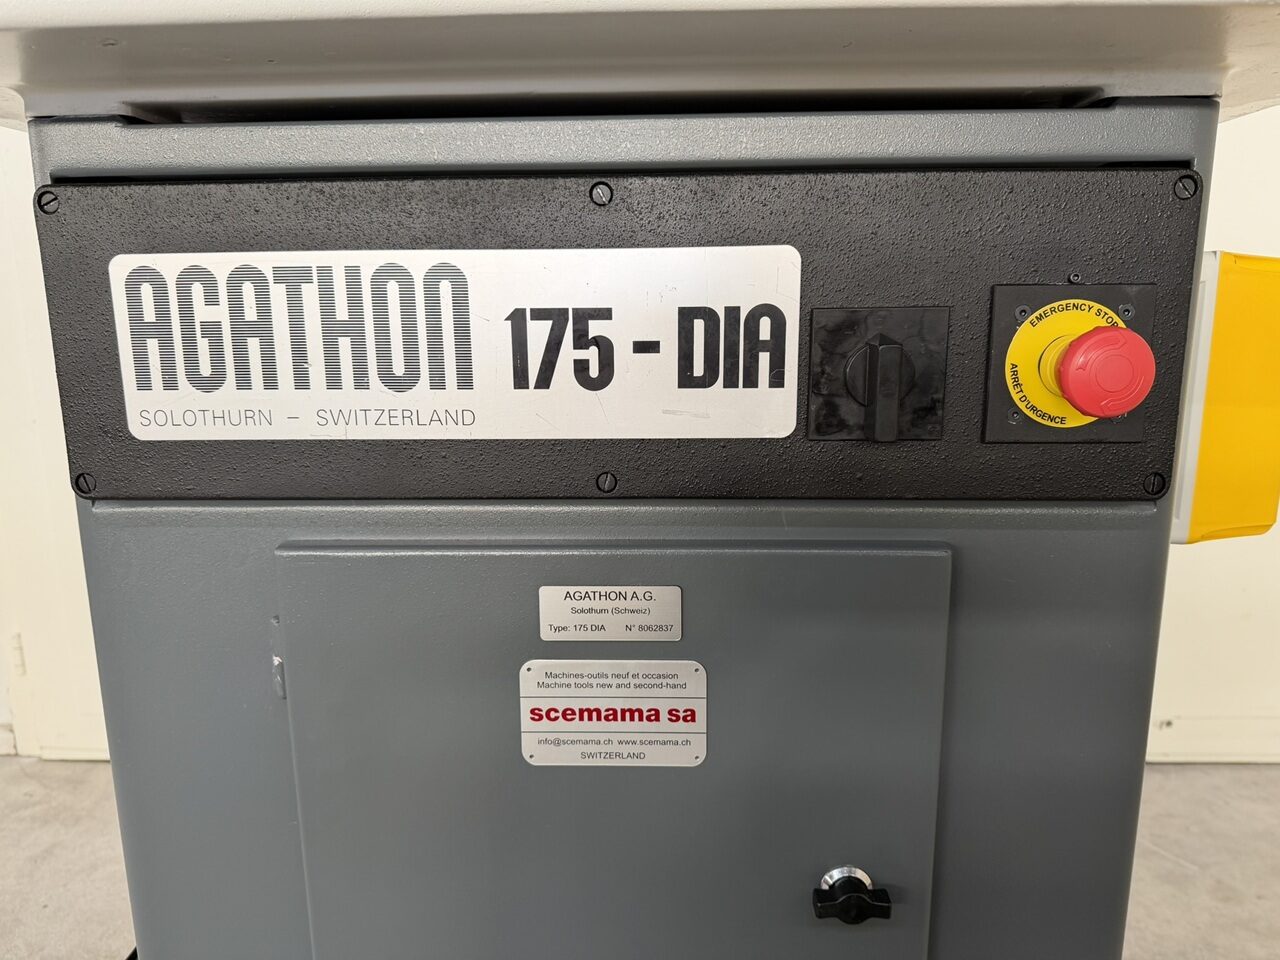 AGATHON
175 - DIA
SOLOTHURN – SWITZERLAND
EMERGENCY STOP
ARRÊT D'URGENCE
AGATHON A.G.
Solothurn (Schweiz)
Type: 175 DIA N° 8062837
Machines-outils neuf et occasion
Machine tools new and second-hand
scemama sa
info@scemama.ch www.scemama.ch
SWITZERLAND